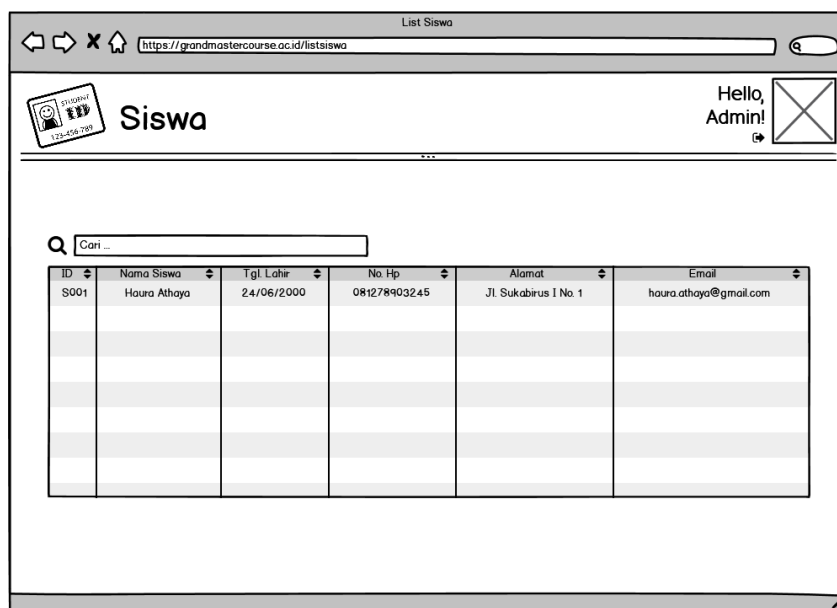 List Siswa
https://grandmastercourse.ac.id/listsiswa
STUDENT
ID
123-456-789
Siswa
Hello,
Admin!
Cari ...
ID Nama Siswa Tgl. Lahir No. Hp Alamat Email
S001 Haura Athaya 24/06/2000 081278903245 Jl. Sukabirus I No. 1 haura.athaya@gmail.com